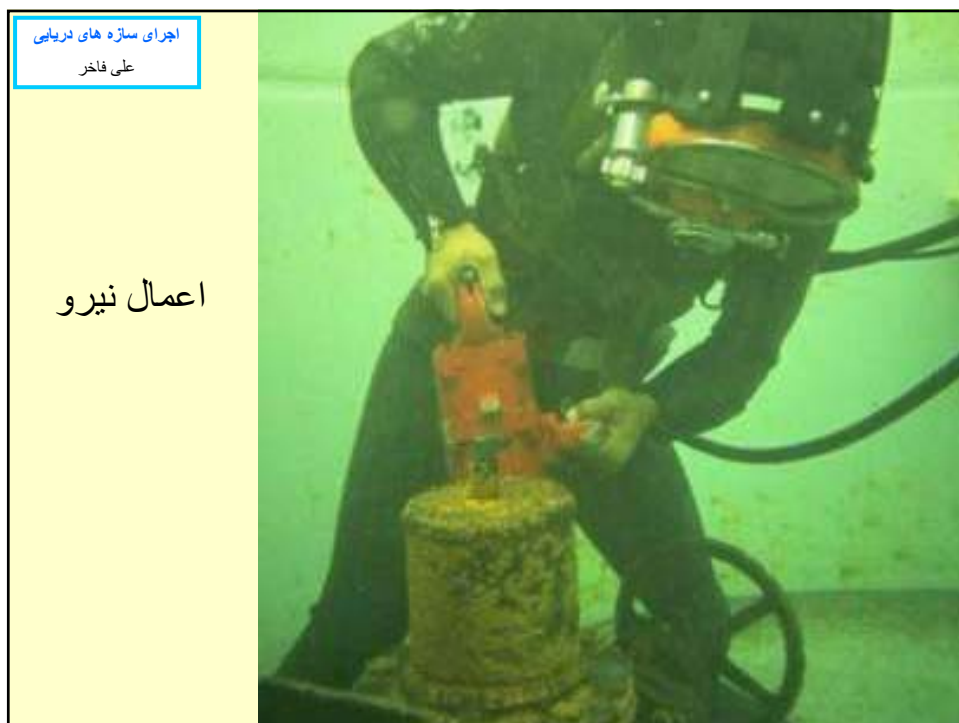 اجرای سازه های دریایی
علی فاخر
اعمال نیرو